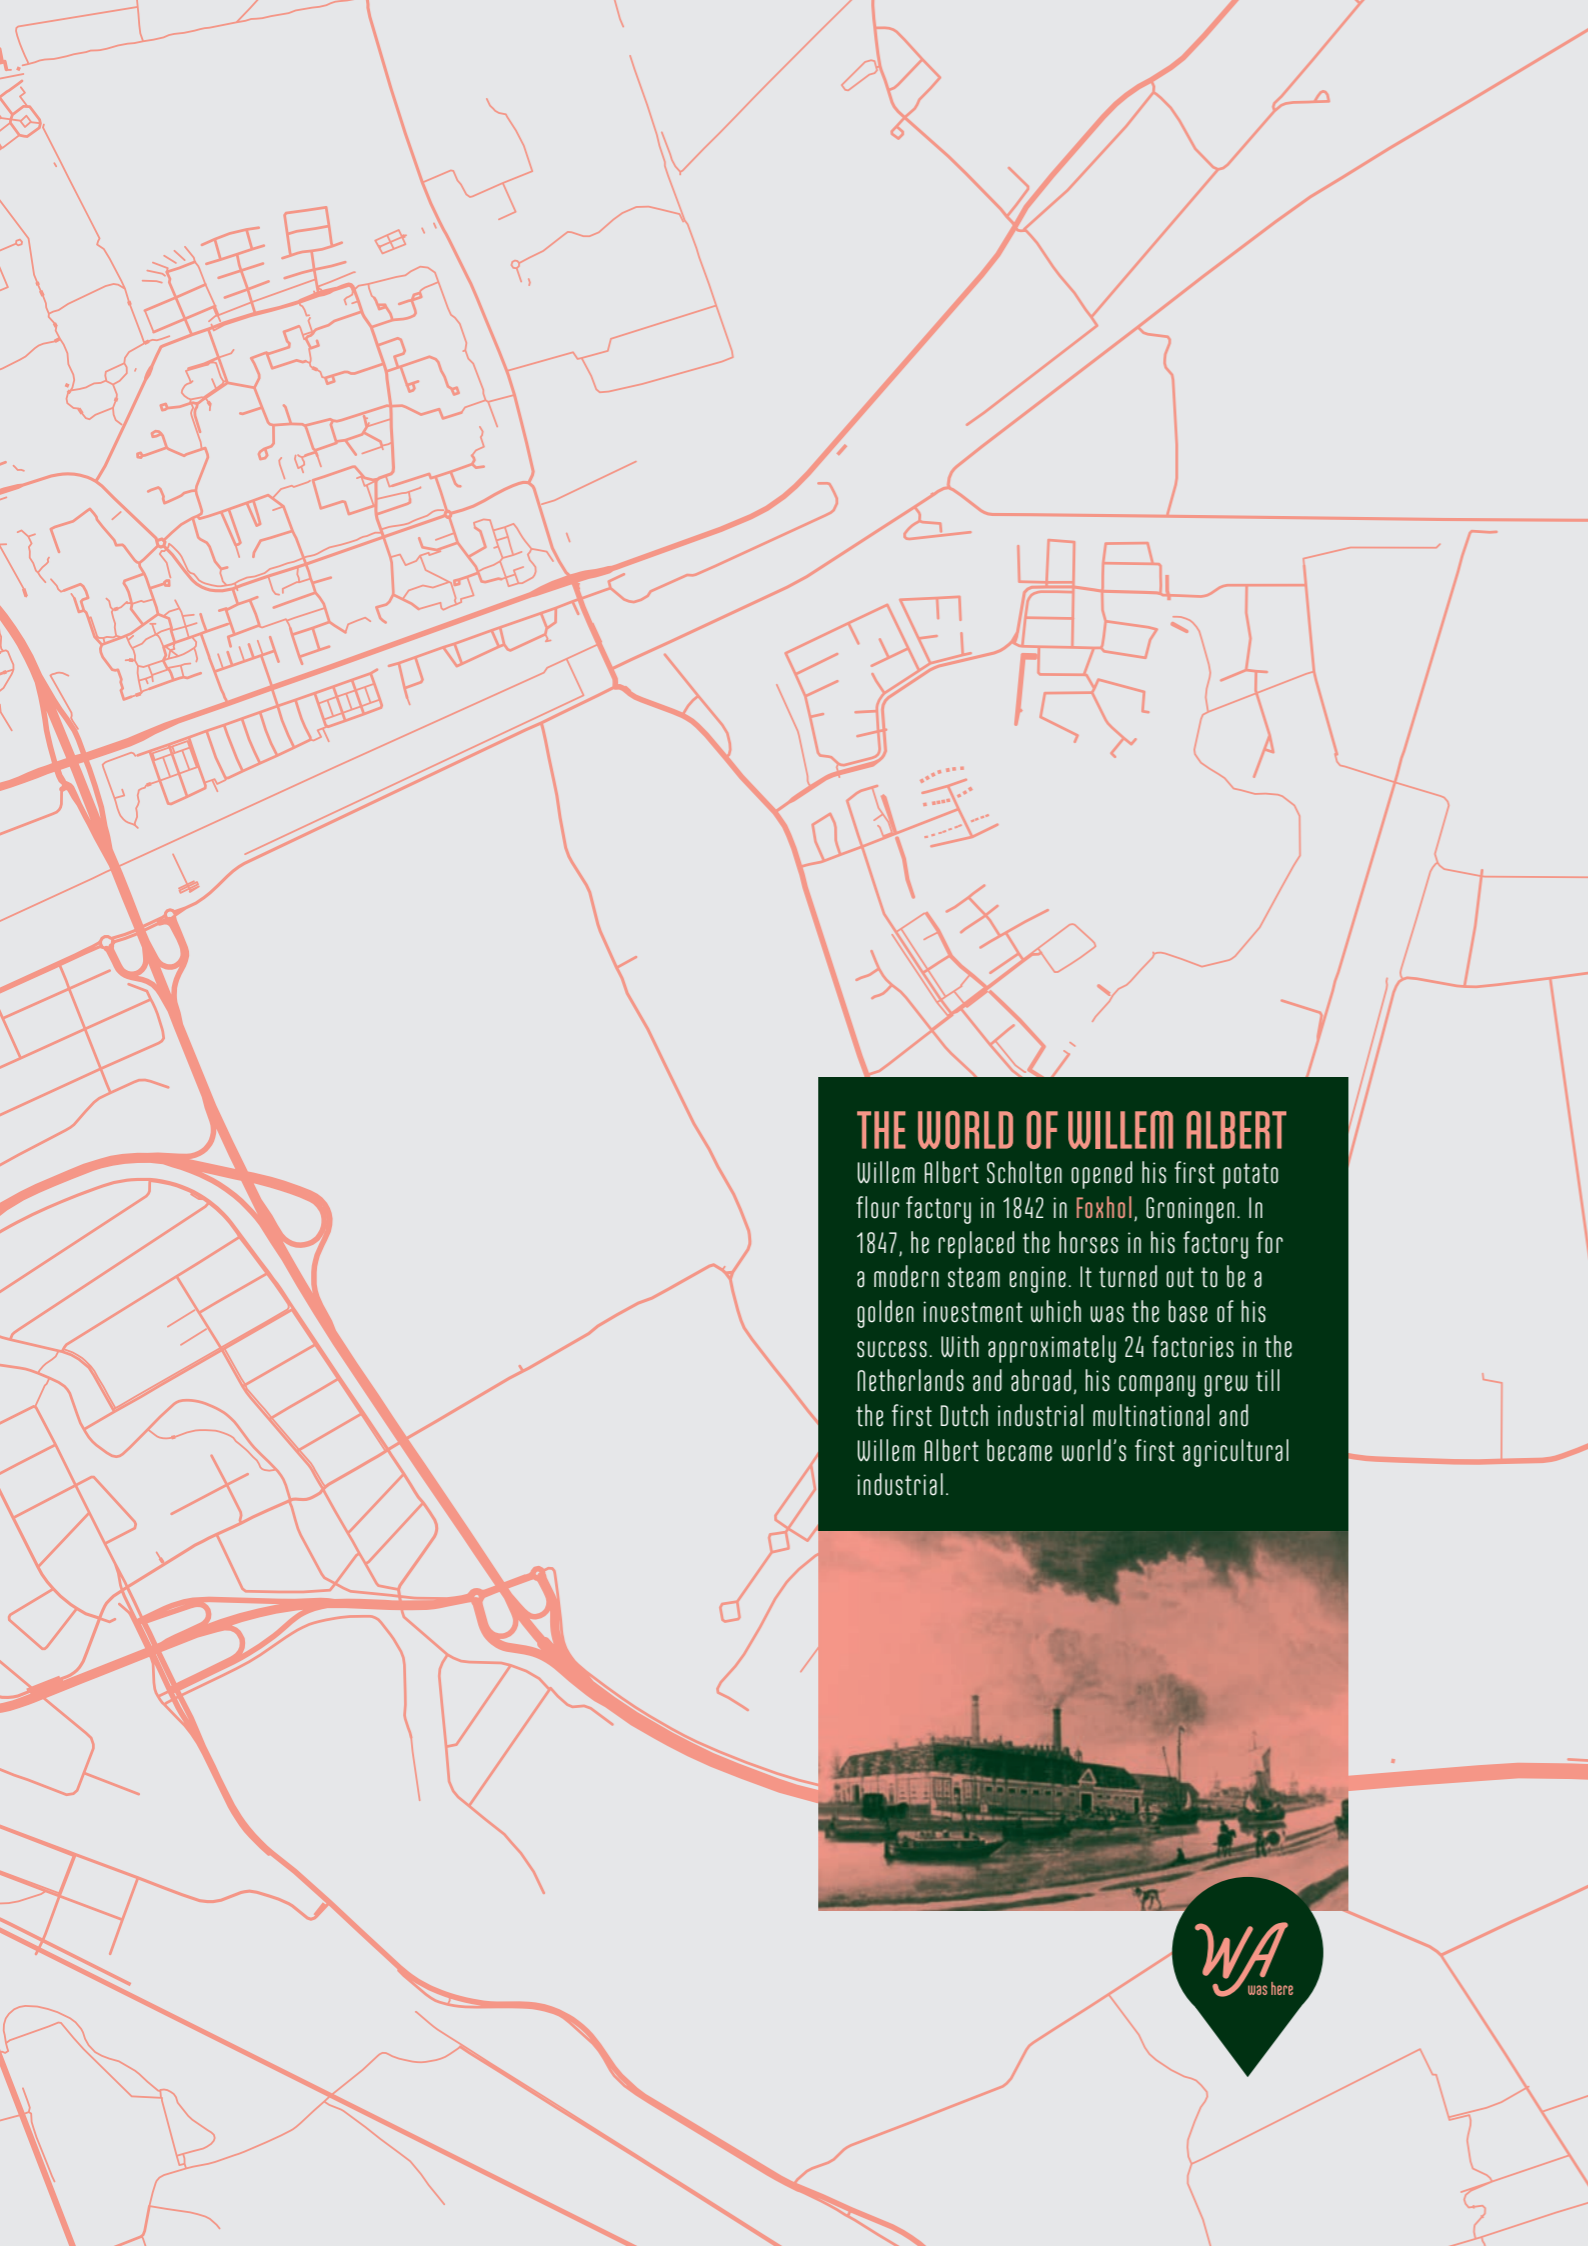 THE WORLD OF WILLEM ALBERT
Willem Albert Scholten opened his first potato
flour factory in 1842 in Foxhol, Groningen. In
1847, he replaced the horses in his factory for
a modern steam engine. It turned out to be a
golden investment which was the base of his
success. With approximately 24 factories in the
Netherlands and abroad, his company grew till
the first Dutch industrial multinational and
Willem Albert became world's first agricultural
industrial.
WA
was here